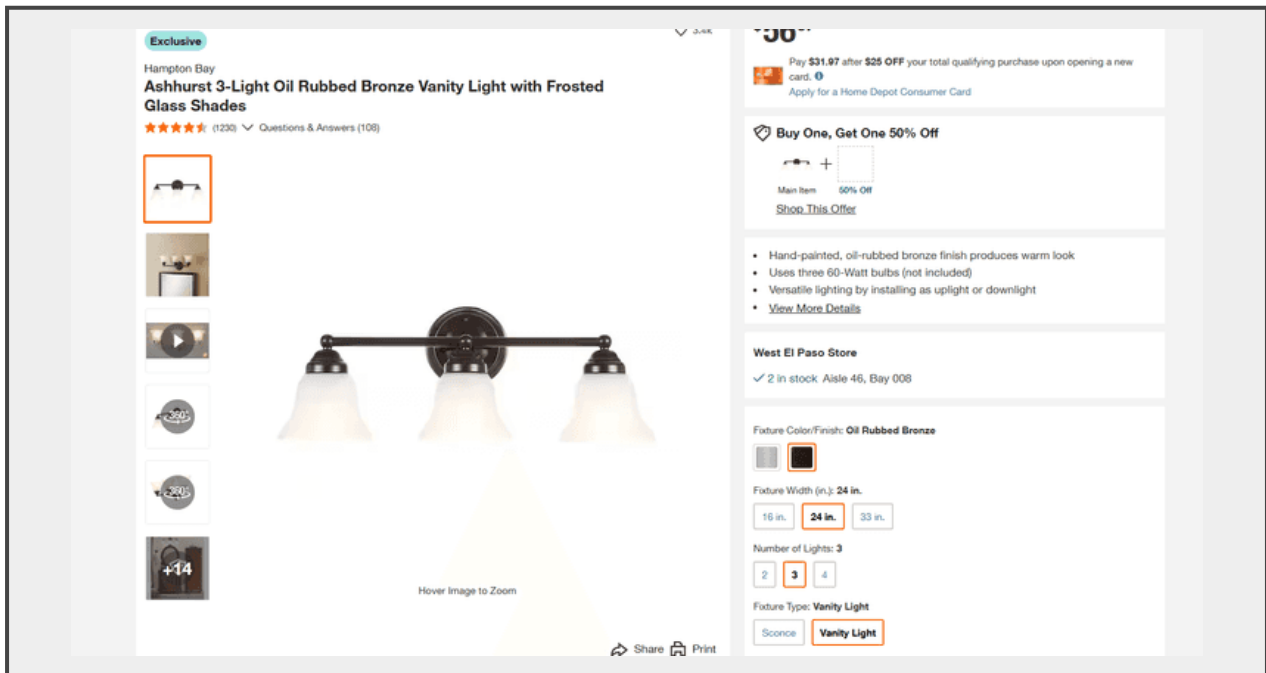 Exclusive
3.4K
Hampton Bay
Ashhurst 3-Light Oil Rubbed Bronze Vanity Light with Frosted
Glass Shades
(1230) Questions & Answers (108)
+14
Hover Image to Zoom
Share Print
Pay $31.97 after $25 OFF your total qualifying purchase upon opening a new
card.
Apply for a Home Depot Consumer Card
Buy One, Get One 50% Off
+
Main Item 50% Off
Shop This Offer
• Hand-painted, oil-rubbed bronze finish produces warm look
• Uses three 60-Watt bulbs (not included)
• Versatile lighting by installing as uplight or downlight
• View More Details
West El Paso Store
2 in stock Aisle 46, Bay 008
Fixture Color/Finish: Oil Rubbed Bronze
Fixture Width (in.): 24 in.
16 in. 24 in. 33 in.
Number of Lights: 3
2 3 4
Fixture Type: Vanity Light
Sconce Vanity Light